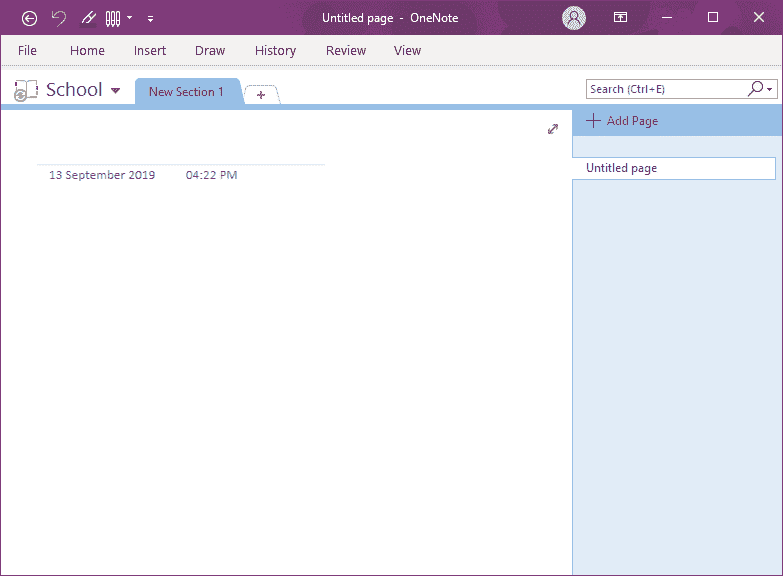 Untitled page - OneNote
File Home Insert Draw History Review View
School New Section 1 Search (Ctrl+E)
Add Page
13 September 2019 04:22 PM
Untitled page